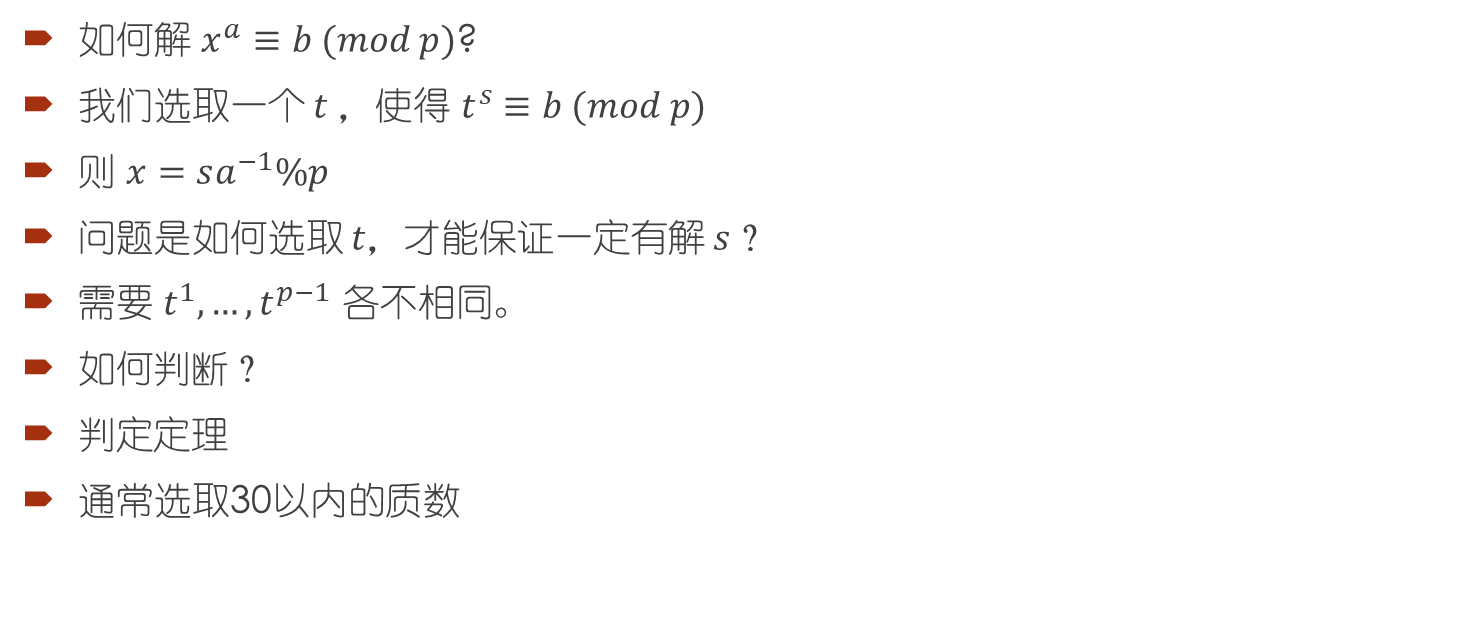 如何解 x^a ≡ b (mod p)?
我们选取一个 t ，使得 t^s ≡ b (mod p)
则 x = sa^{−1}%p
问题是如何选取 t，才能保证一定有解 s ？
需要 t^1, … , t^{p−1} 各不相同。
如何判断 ？
判定定理
通常选取30以内的质数